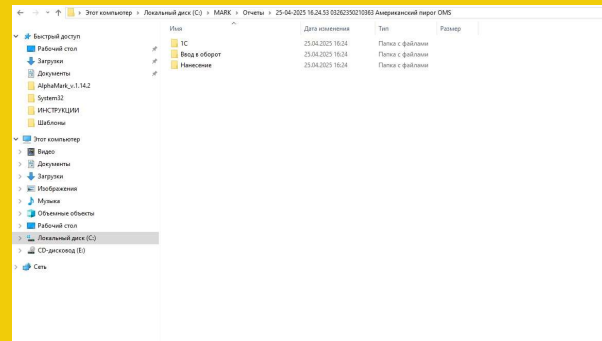 Этот компьютер > Локальный диск (C:) > MARK > Отчеты > 25-04-2025 16.24.53 03262350210363 Американский пирог OMS
Имя Дата изменения Тип Размер
1C 25.04.2025 16:24 Папка с файлами
Ввод в оборот 25.04.2025 16:24 Папка с файлами
Нанесение 25.04.2025 16:24 Папка с файлами
Быстрый доступ
Рабочий стол
Загрузки
Документы
AlphaMark_v.1.14.2
System32
ИНСТРУКЦИИ
Шаблоны
Этот компьютер
Видео
Документы
Загрузки
Изображения
Музыка
Объемные объекты
Рабочий стол
Локальный диск (C:)
CD-дисковод (E:)
Сеть